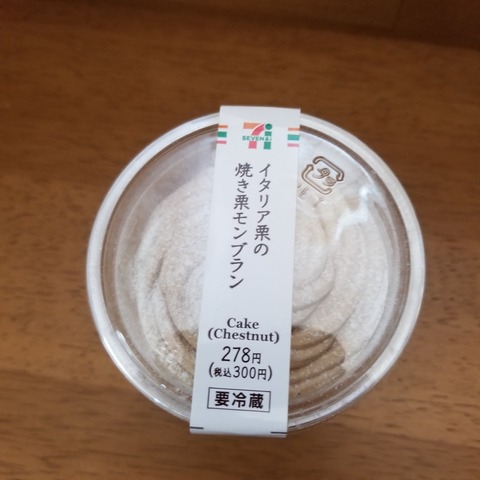 SEVEN&i
イタリア栗の
焼き栗モンブラン
Cake
(Chestnut)
278円
(税込300円)
要冷蔵